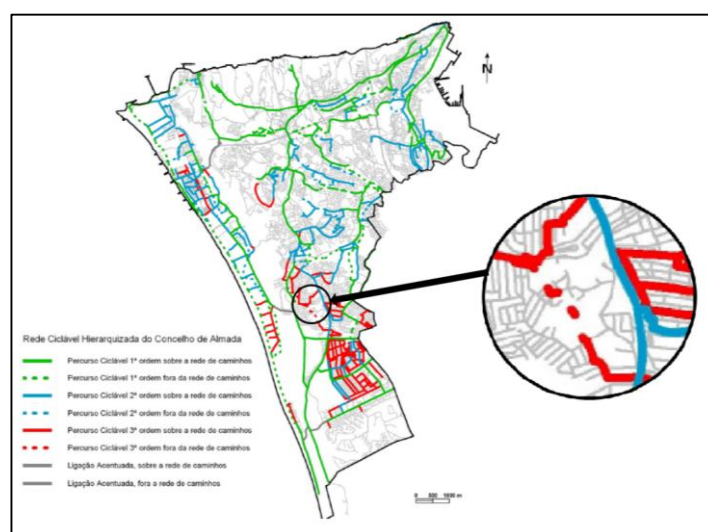 N
Rede Ciclável Hierarquizada do Concelho de Almada
Percurso Ciclável 1ª ordem sobre a rede de caminhos
Percurso Ciclável 1ª ordem fora da rede de caminhos
Percurso Ciclável 2ª ordem sobre a rede de caminhos
Percurso Ciclável 2ª ordem fora da rede de caminhos
Percurso Ciclável 3ª ordem sobre a rede de caminhos
Percurso Ciclável 3ª ordem fora da rede de caminhos
Ligação Acentuada, sobre a rede de caminhos
Ligação Acentuada, fora a rede de caminhos
0 500 1000 m